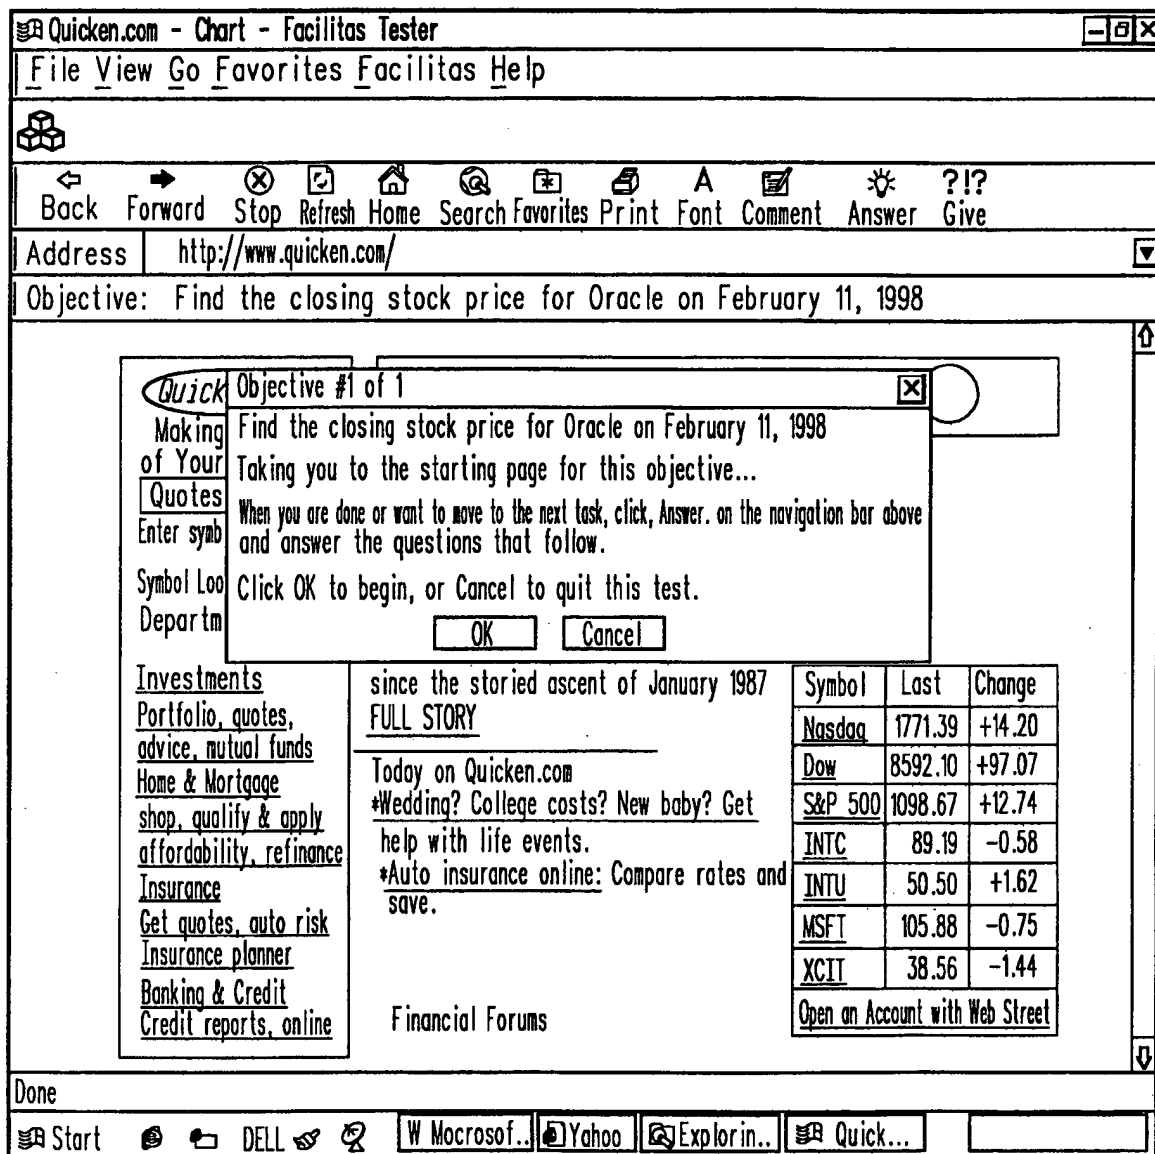 Quicken.com - Chart - Facilitas Tester
File View Go Favorites Facilitas Help
Back Forward Stop Refresh Home Search Favorites Print Font Comment Answer ?!? Give
Address http://www.quicken.com/
Objective: Find the closing stock price for Oracle on February 11, 1998
Quick
Making
of Your
Quotes
Enter symb
Symbol Loo
Departm
Objective #1 of 1
Find the closing stock price for Oracle on February 11, 1998
Taking you to the starting page for this objective...
When you are done or want to move to the next task, click, Answer. on the navigation bar above
and answer the questions that follow.
Click OK to begin, or Cancel to quit this test.
OK Cancel
Investments
Portfolio, quotes,
advice, mutual funds
Home & Mortgage
shop, qualify & apply
affordability, refinance
Insurance
Get quotes, auto risk
Insurance planner
Banking & Credit
Credit reports, online
since the storied ascent of January 1987
FULL STORY
Today on Quicken.com
*Wedding? College costs? New baby? Get
help with life events.
*Auto insurance online: Compare rates and
save.
Financial Forums
Symbol Last Change
Nasdaq 1771.39 +14.20
Dow 8592.10 +97.07
S&P 500 1098.67 +12.74
INTC 89.19 -0.58
INTU 50.50 +1.62
MSFT 105.88 -0.75
XCIT 38.56 -1.44
Open an Account with Web Street
Done
Start DELL W Mocrosof.. Yahoo Explorin.. Quick...